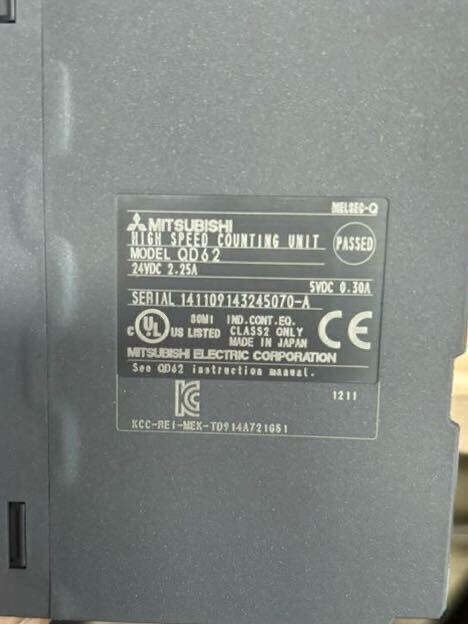 MELSEC-Q
MITSUBISHI
HIGH SPEED COUNTING UNIT
PASSED
MODEL QD62
24VDC 2.25A
5VDC 0.30A
SERIAL 141109143245070-A
C UL US LISTED
80M1 IND.CONT.EQ.
CLASS2 ONLY
MADE IN JAPAN
CE
MITSUBISHI ELECTRIC CORPORATION
See QD62 instruction manual.
1211
KCC-REI-MEK-TO914A721G51